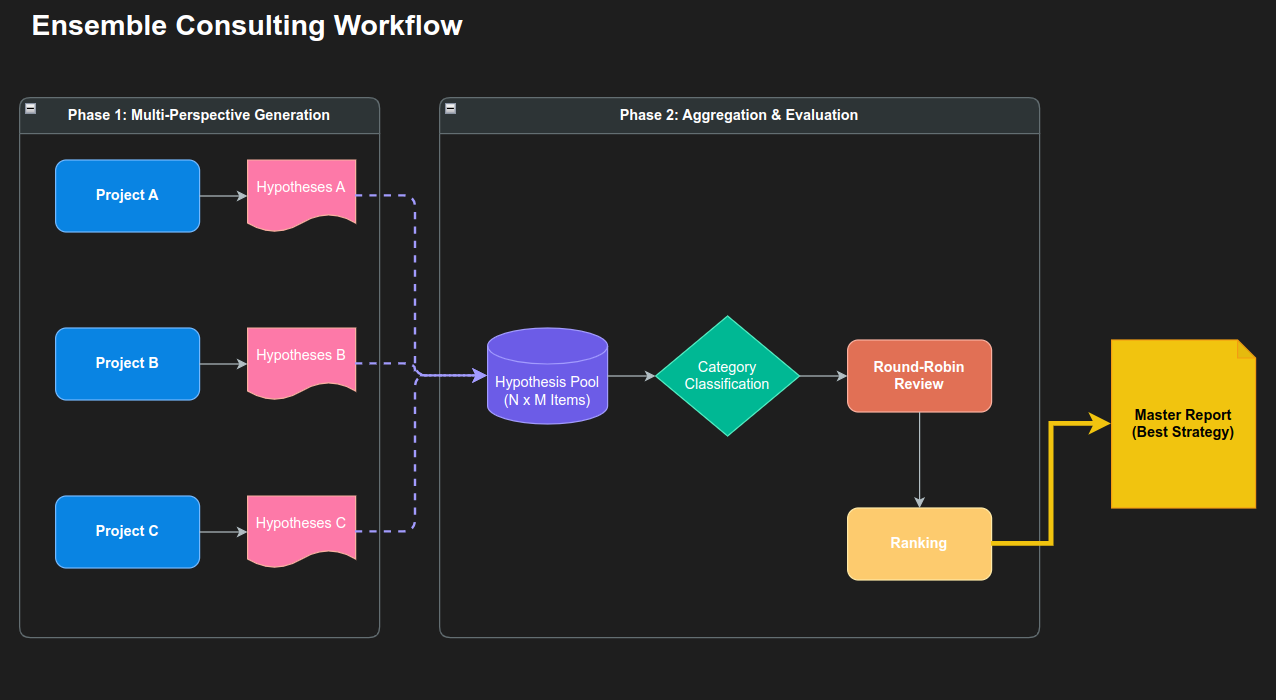 Ensemble Consulting Workflow
Phase 1: Multi-Perspective Generation
Project A
Hypotheses A
Project B
Hypotheses B
Project C
Hypotheses C
Phase 2: Aggregation & Evaluation
Hypothesis Pool
(N x M Items)
Category
Classification
Round-Robin
Review
Ranking
Master Report
(Best Strategy)